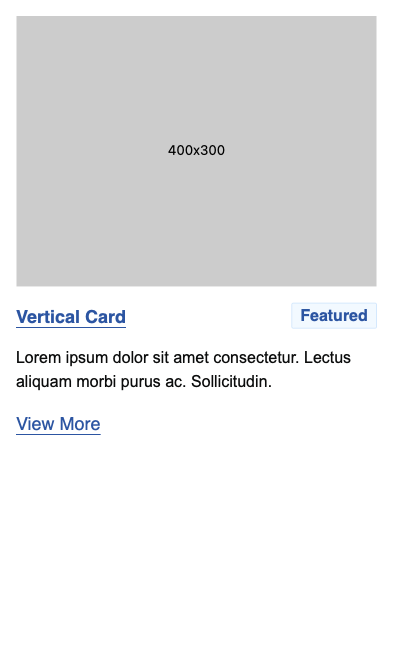 400x300
Vertical Card Featured
Lorem ipsum dolor sit amet consectetur. Lectus
aliquam morbi purus ac. Sollicitudin.
View More